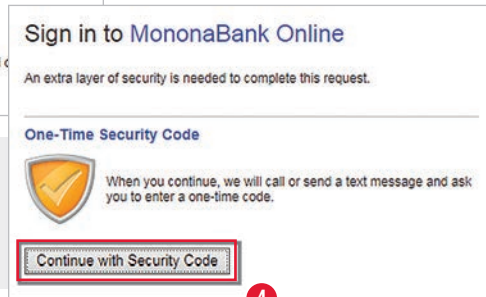 Sign in to MononaBank Online
An extra layer of security is needed to complete this request.
One-Time Security Code
When you continue, we will call or send a text message and ask
you to enter a one-time code.
Continue with Security Code